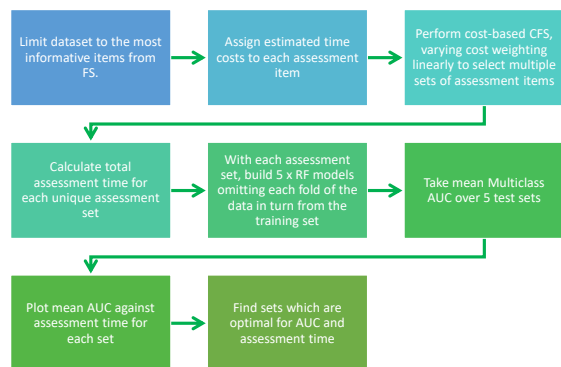 Limit dataset to the most
informative items from
FS.
Assign estimated time
costs to each assessment
item
Perform cost-based CFS,
varying cost weighting
linearly to select multiple
sets of assessment items
Calculate total
assessment time for
each unique assessment
set
With each assessment
set, build 5 x RF models
omitting each fold of the
data in turn from the
training set
Take mean Multiclass
AUC over 5 test sets
Plot mean AUC against
assessment time for
each set
Find sets which are
optimal for AUC and
assessment time